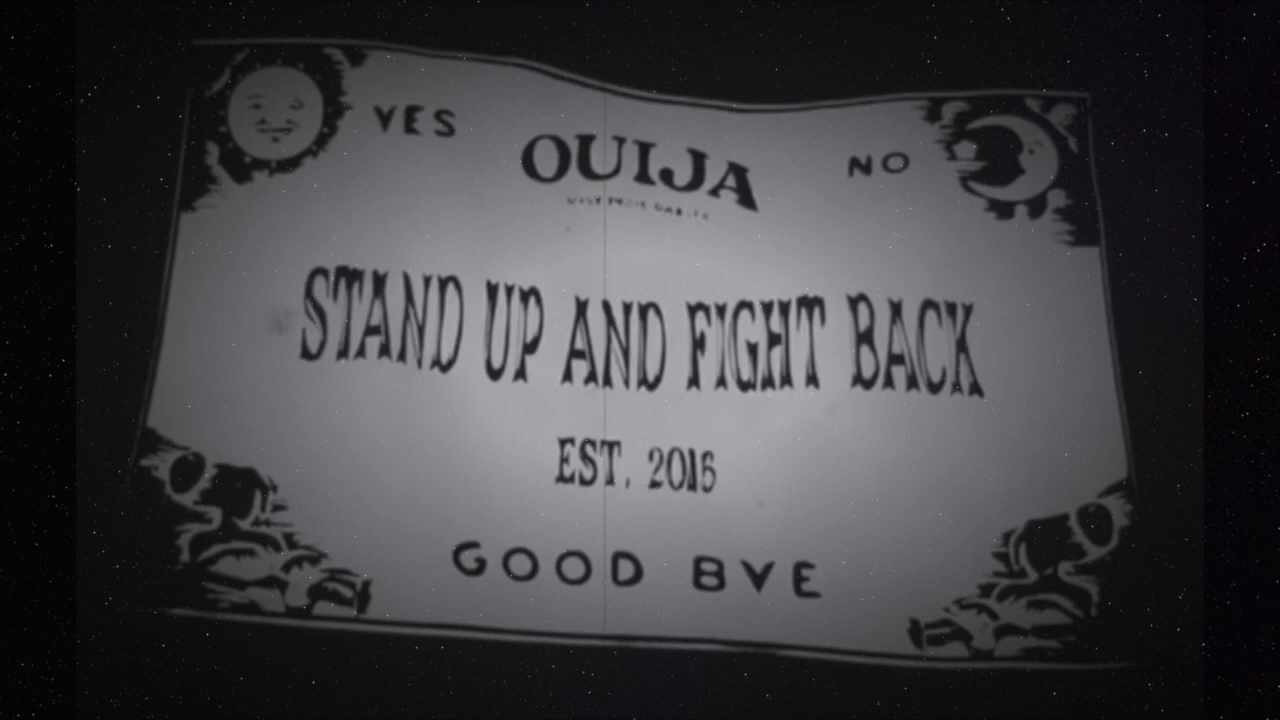 YES
OUIJA
NO
STAND UP AND FIGHT BACK
EST. 2016
GOOD BYE